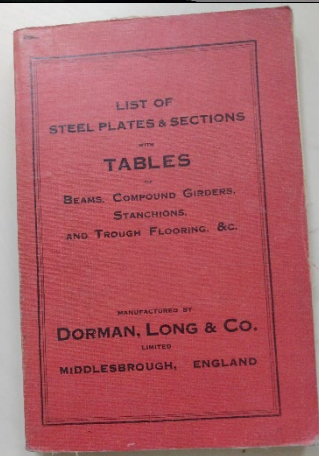 LIST OF
STEEL PLATES & SECTIONS
WITH
TABLES
OF
BEAMS, COMPOUND GIRDERS,
STANCHIONS,
AND TROUGH FLOORING, &C.
MANUFACTURED BY
DORMAN, LONG & CO.
LIMITED
MIDDLESBROUGH, ENGLAND